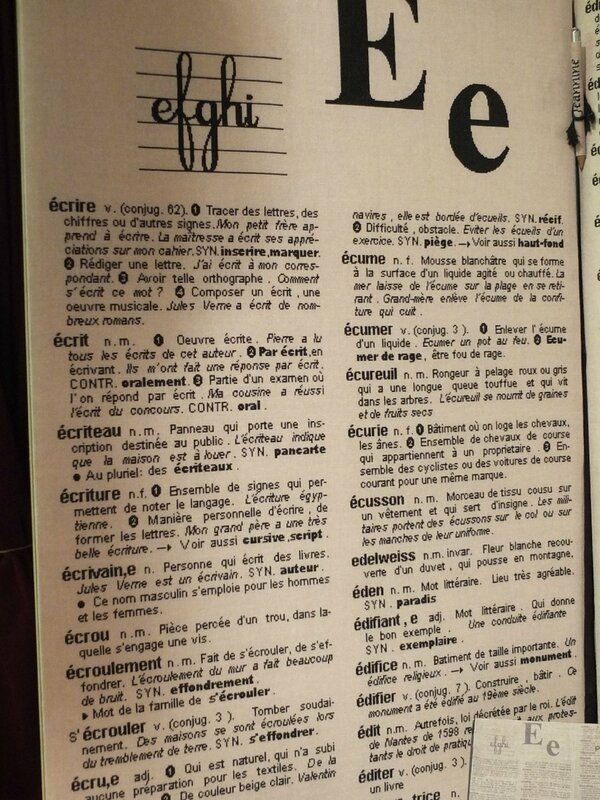 efghi
E e
Jeannine
écrire v. (conjug. 62). ❶ Tracer des lettres, des
chiffres ou d'autres signes. Mon petit frère ap-
prend à écrire. La maîtresse a écrit ses appré-
ciations sur mon cahier. SYN. inscrire, marquer.
❷ Rédiger une lettre. J'ai écrit à mon corres-
pondant. ❸ Avoir telle orthographe. Comment
s'écrit ce mot ? ❹ Composer un écrit, une
oeuvre musicale. Jules Verne a écrit de nom-
breux romans.
écrit n.m. ❶ Oeuvre écrite. Pierre a lu
tous les écrits de cet auteur. ❷ Par écrit, en
écrivant. Ils m'ont fait une réponse par écrit.
CONTR. oralement. ❸ Partie d'un examen où
l'on répond par écrit. Ma cousine a réussi
l'écrit du concours. CONTR. oral.
écriteau n.m. Panneau qui porte une ins-
cription destinée au public. L'écriteau indique
que la maison est à louer. SYN. pancarte
● Au pluriel: des écriteaux.
écriture n.f. ❶ Ensemble de signes qui per-
mettent de noter le langage. L'écriture égyp-
tienne. ❷ Manière personnelle d'écrire, de
former les lettres. Mon grand père a une très
belle écriture. → Voir aussi cursive, script.
écrivain,e n. Personne qui écrit des livres.
Jules Verne est un écrivain. SYN. auteur.
● Ce nom masculin s'emploie pour les hommes
et les femmes.
écrou n.m. Pièce percée d'un trou, dans la-
quelle s'engage une vis.
écroulement n.m. Fait de s'écrouler, de s'ef-
fondrer. L'écroulement du mur a fait beaucoup
de bruit. SYN. effondrement.
▸ Mot de la famille de s'écrouler.
s'écrouler v. (conjug. 3). Tomber soudai-
nement. Des maisons se sont écroulées lors
du tremblement de terre. SYN. s'effondrer.
écru,e adj. ❶ Qui est naturel, qui n'a subi
aucune préparation pour les textiles. De la
❷ De couleur beige clair. Valentin
navires, elle est bordée d'écueils. SYN. récif.
❷ Difficulté, obstacle. Eviter les écueils d'un
exercice. SYN. piège. → Voir aussi haut-fond
écume n.f. Mousse blanchâtre qui se forme
à la surface d'un liquide agité ou chauffé. La
mer laisse de l'écume sur la plage en se reti-
rant. Grand-mère enlève l'écume de la confi-
ture qui cuit.
écumer v. (conjug. 3). ❶ Enlever l'écume
d'un liquide. Ecumer un pot au feu. ❷ Ecu-
mer de rage, être fou de rage.
écureuil n.m. Rongeur à pelage roux ou gris
qui a une longue queue touffue et qui vit
dans les arbres. L'écureuil se nourrit de graines
et de fruits secs
écurie n.f. ❶ Bâtiment où on loge les chevaux,
les ânes. ❷ Ensemble de chevaux de course
qui appartiennent à un proprietaire. ❸ En-
semble des cyclistes ou des voitures de course
courant pour une même marque.
écusson n.m. Morceau de tissu cousu sur
un vêtement et qui sert d'insigne. Les mili-
taires portent des écussons sur le col ou sur
les manches de leur uniforme.
edelweiss n.m. invar. Fleur blanche recou-
verte d'un duvet, qui pousse en montagne.
éden n.m. Mot littéraire. Lieu très agréable.
SYN. paradis
édifiant,e adj. Mot littéraire. Qui donne
le bon exemple. Une conduite édifiante
SYN. exemplaire.
édifice n.m. Batiment de taille importante. Un
édifice religieux. → Voir aussi monument.
édifier v. (conjug. 7). Construire, bâtir. Ce
monument a été édifié au 19ème siècle.
édit n.m. Autrefois, loi décrétée par le roi. L'édit
de Nantes de 1598 aux protes-
tants le droit de pratiq
éditer v. (conjug. 3).
un livre
trice n.
efghi
E e